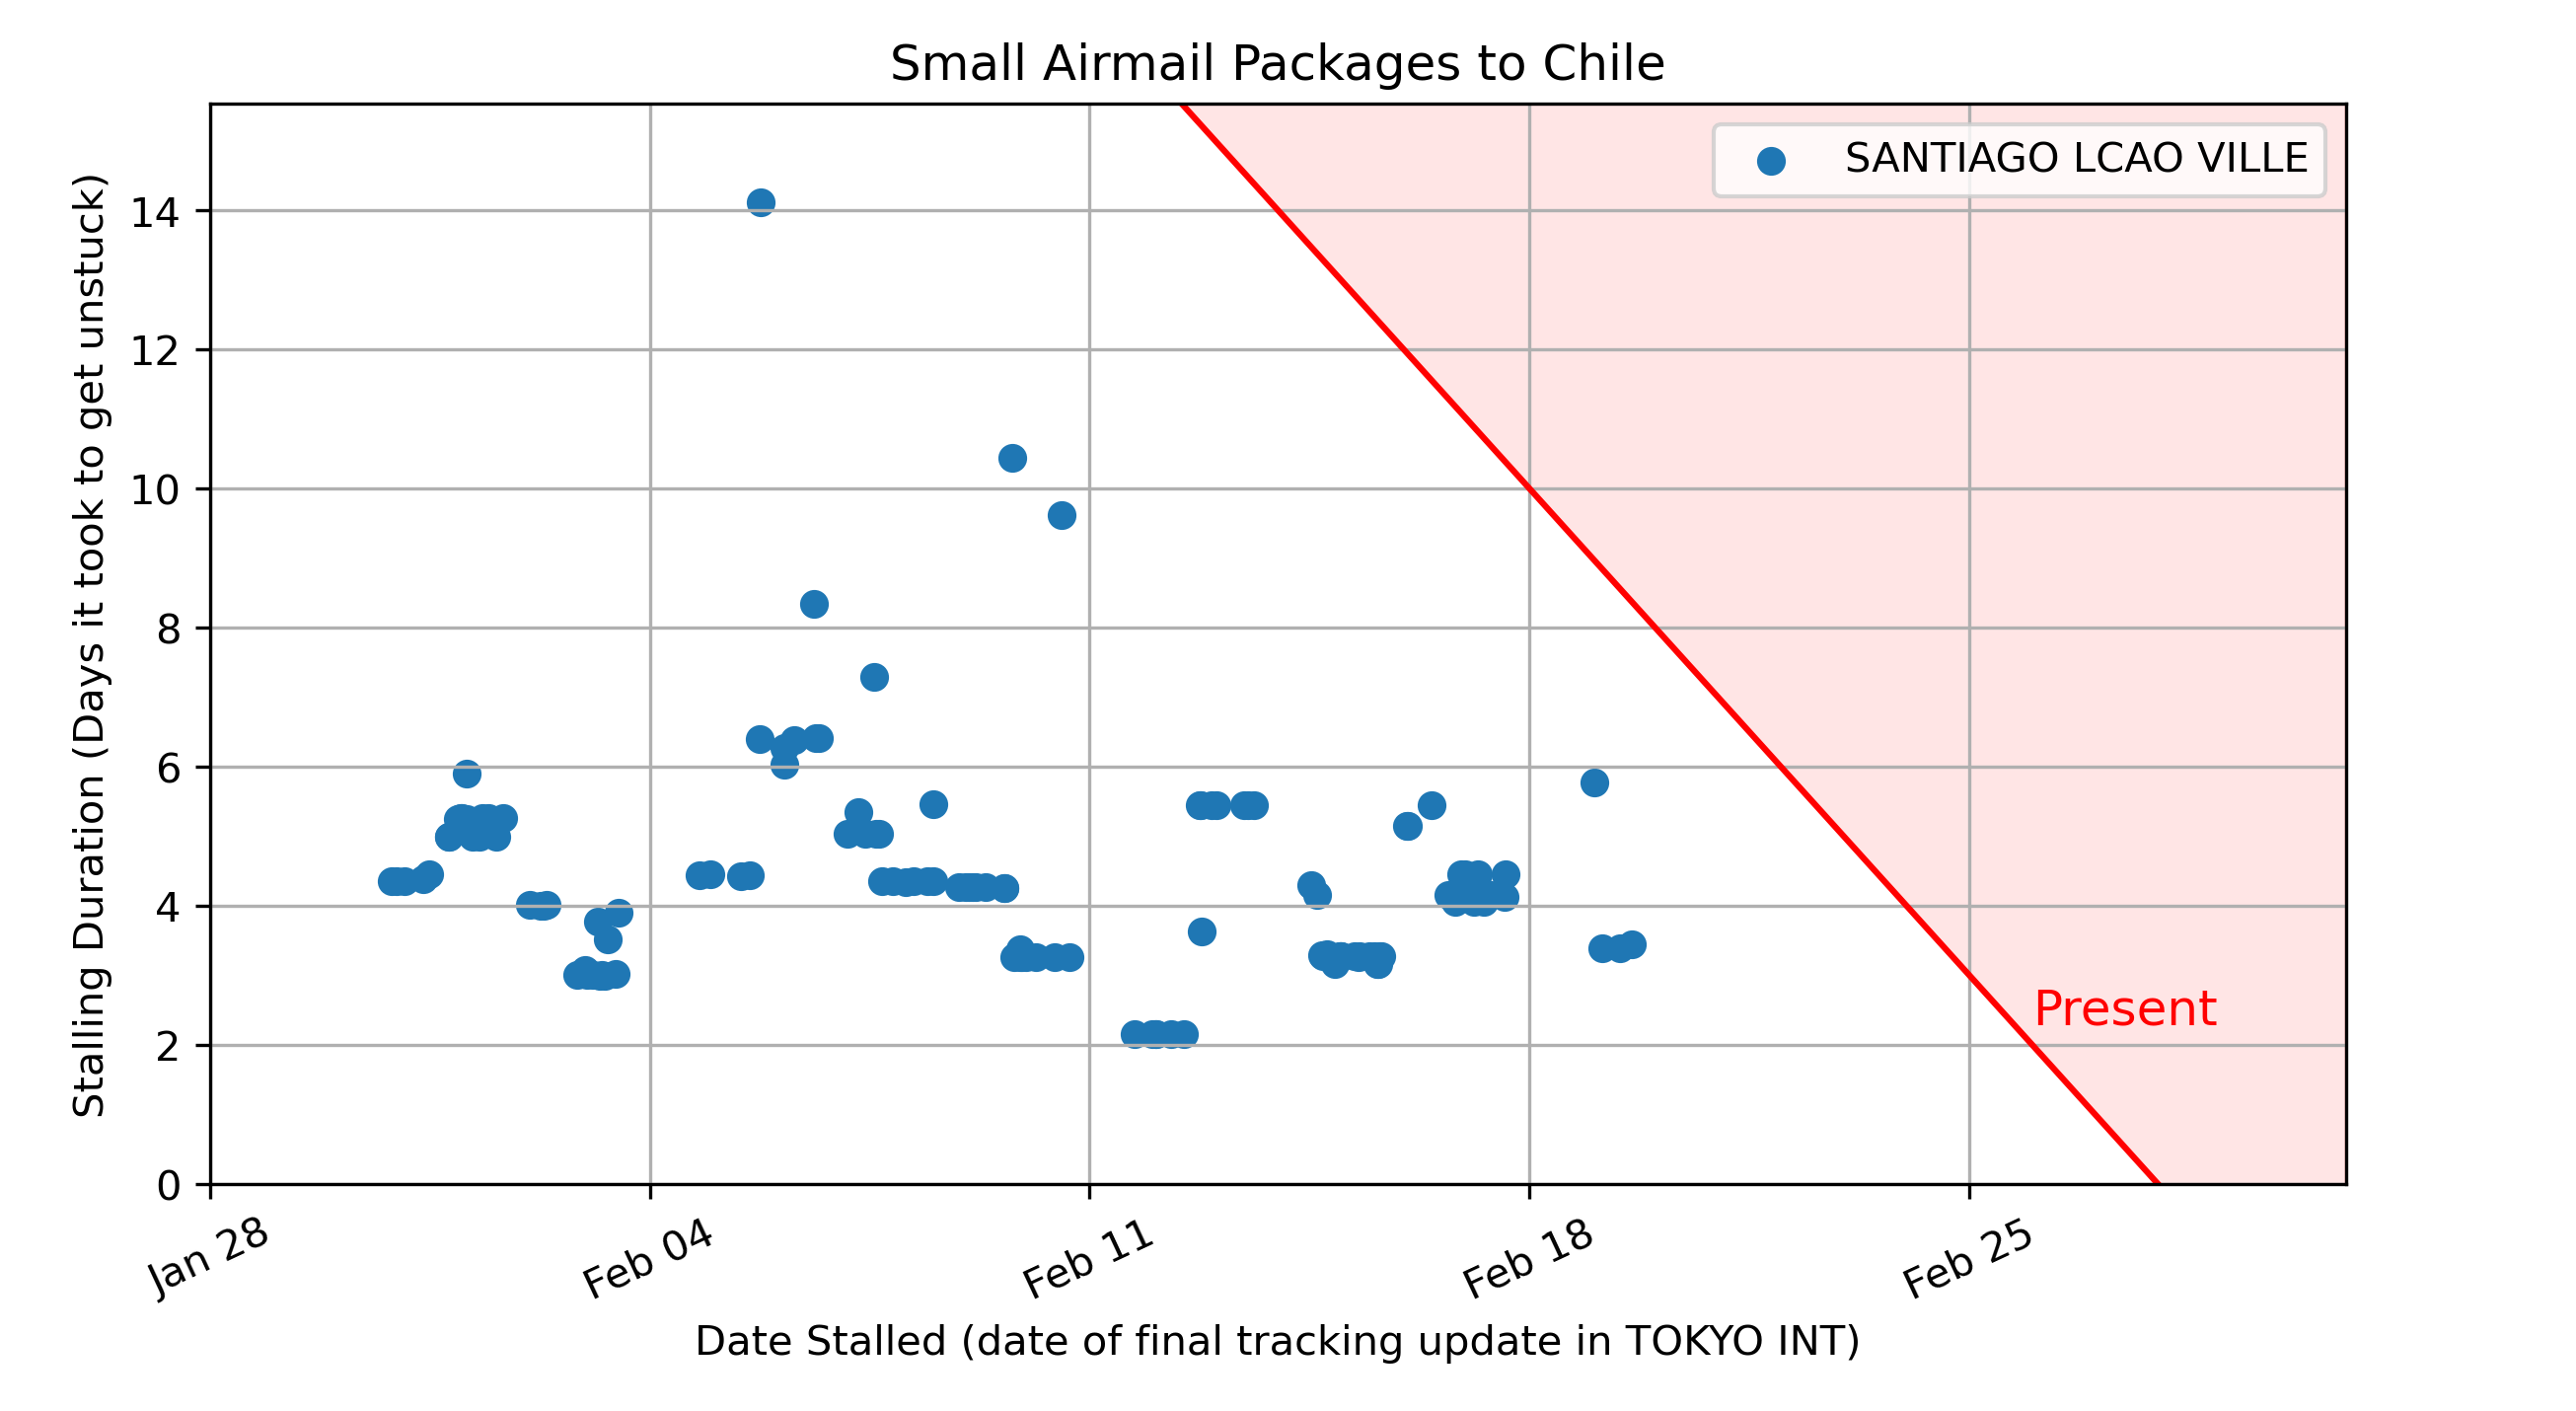 Small Airmail Packages to Chile
SANTIAGO LCAO VILLE
Stalling Duration (Days it took to get unstuck)
14
12
10
8
6
4
2
0
Present
Jan 28
Feb 04
Feb 11
Feb 18
Feb 25
Date Stalled (date of final tracking update in TOKYO INT)